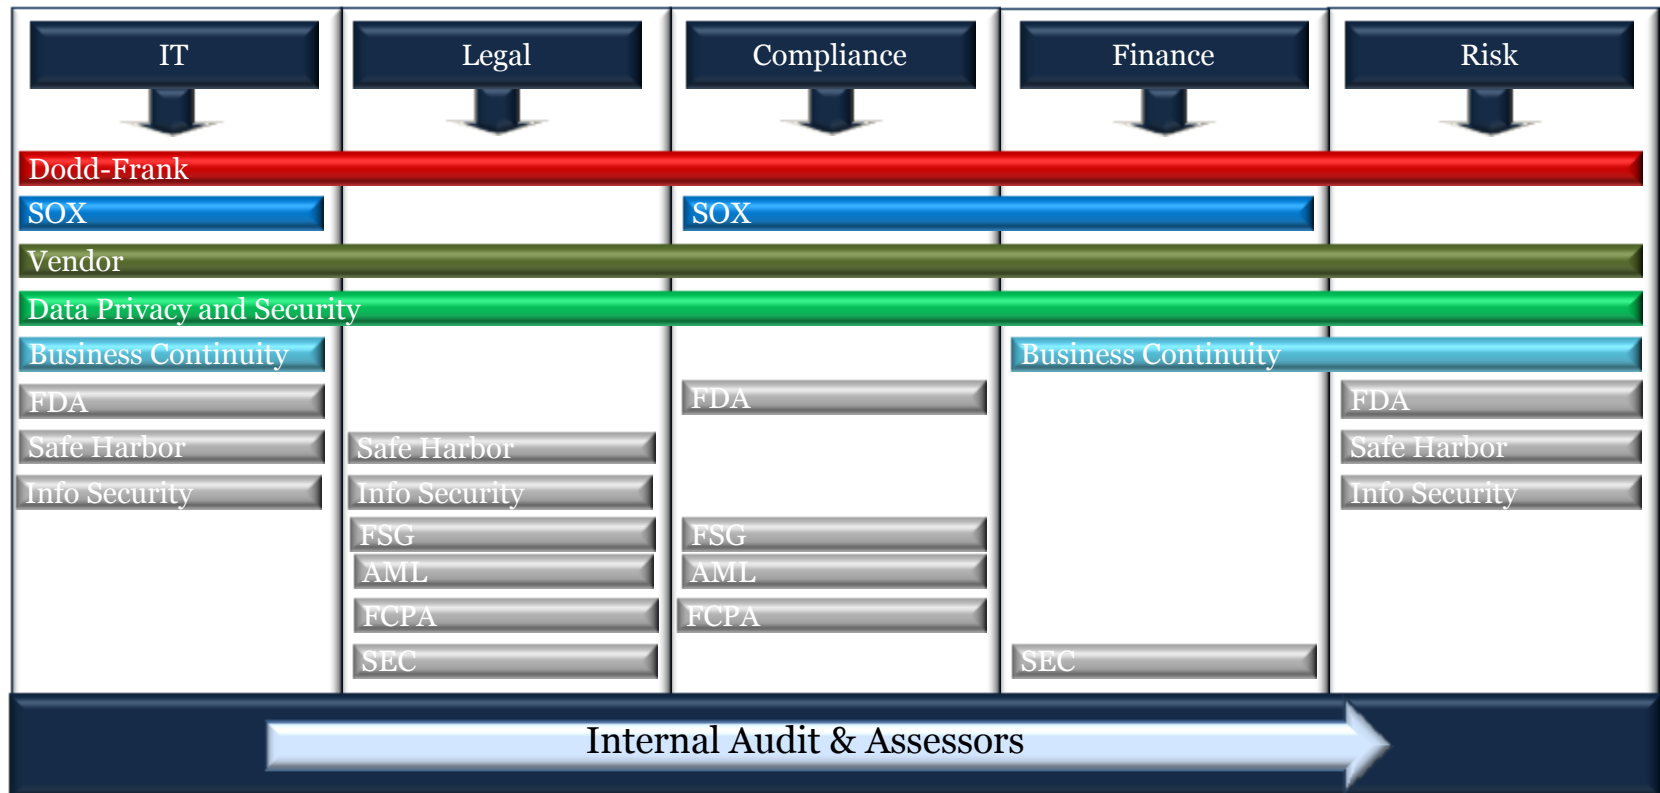 IT
Legal
Compliance
Finance
Risk
Dodd-Frank
SOX
SOX
Vendor
Data Privacy and Security
Business Continuity
Business Continuity
FDA
FDA
FDA
Safe Harbor
Safe Harbor
Safe Harbor
Info Security
Info Security
Info Security
FSG
FSG
AML
AML
FCPA
FCPA
SEC
SEC
Internal Audit & Assessors